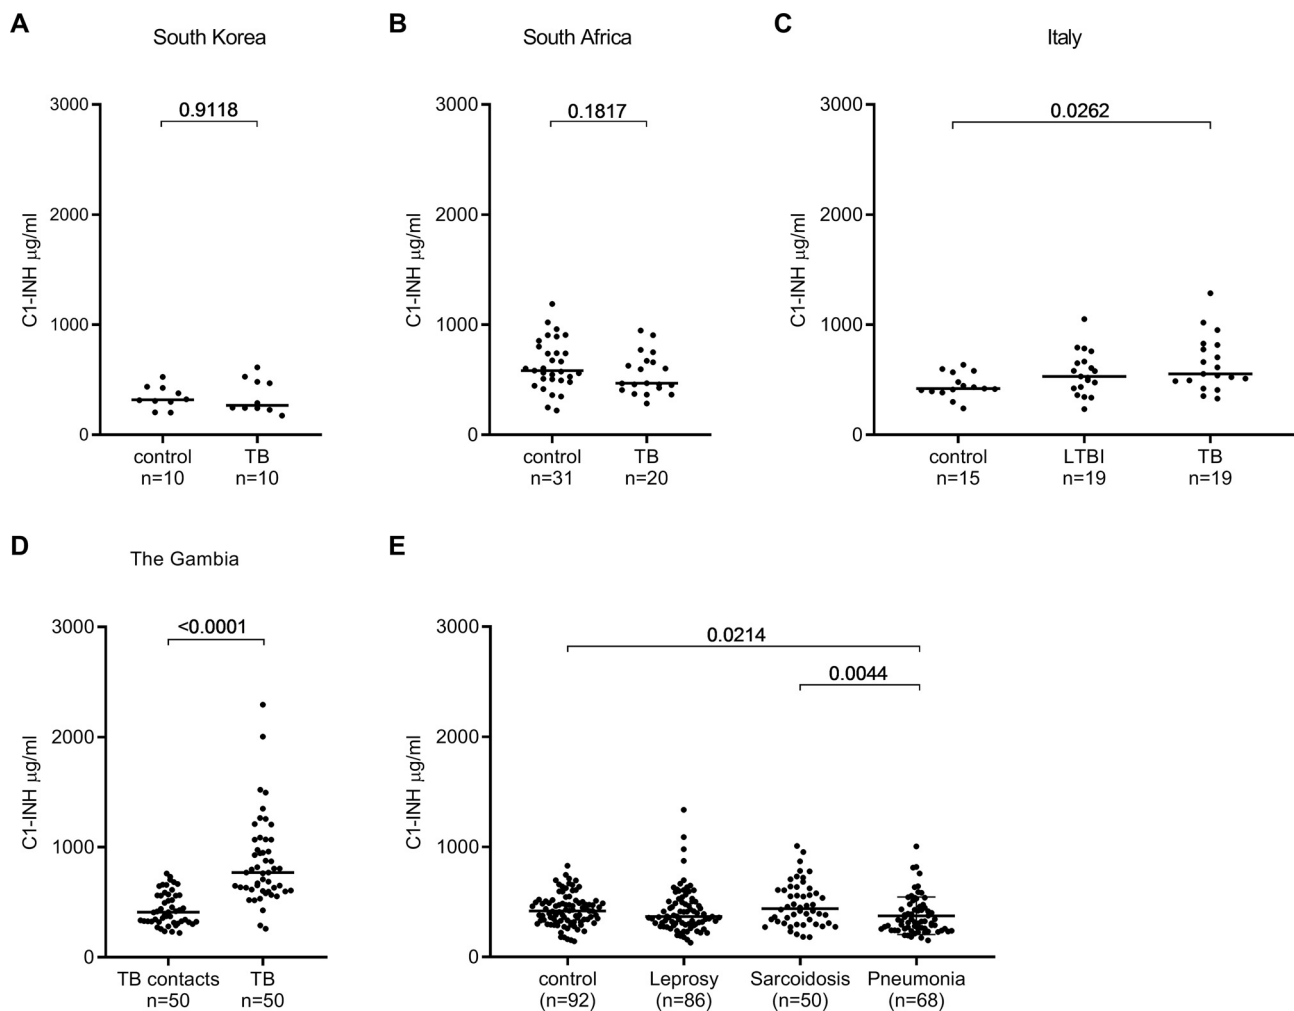 A
South Korea
3000
2000
1000
0
C1-INH µg/ml
0.9118
control
n=10
TB
n=10
B
South Africa
3000
2000
1000
0
C1-INH µg/ml
0.1817
control
n=31
TB
n=20
C
Italy
3000
2000
1000
0
C1-INH µg/ml
0.0262
control
n=15
LTBI
n=19
TB
n=19
D
The Gambia
3000
2000
1000
0
C1-INH µg/ml
<0.0001
TB contacts
n=50
TB
n=50
E
3000
2000
1000
0
C1-INH µg/ml
0.0214
0.0044
control
(n=92)
Leprosy
(n=86)
Sarcoidosis
(n=50)
Pneumonia
(n=68)